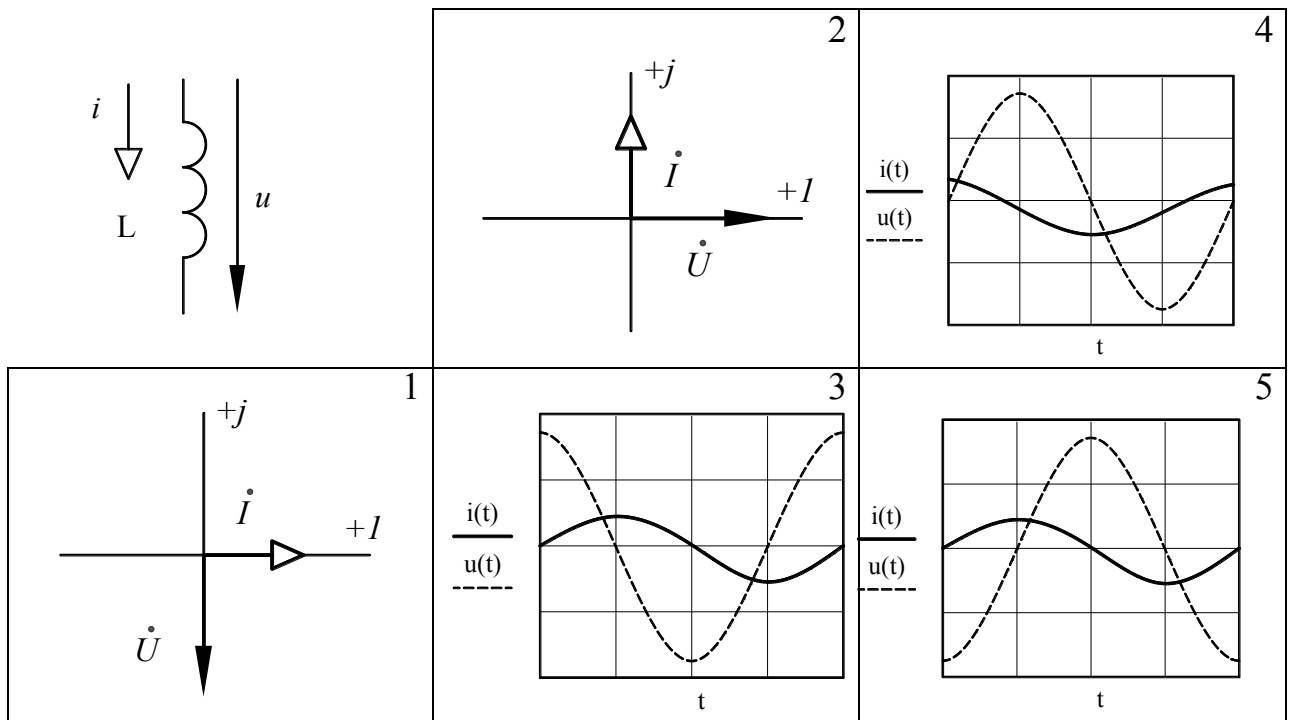 i
L
u
2
+j
İ
+1
U̇
4
i(t)
u(t)
t
1
+j
İ
+1
U̇
3
i(t)
u(t)
t
5
i(t)
u(t)
t